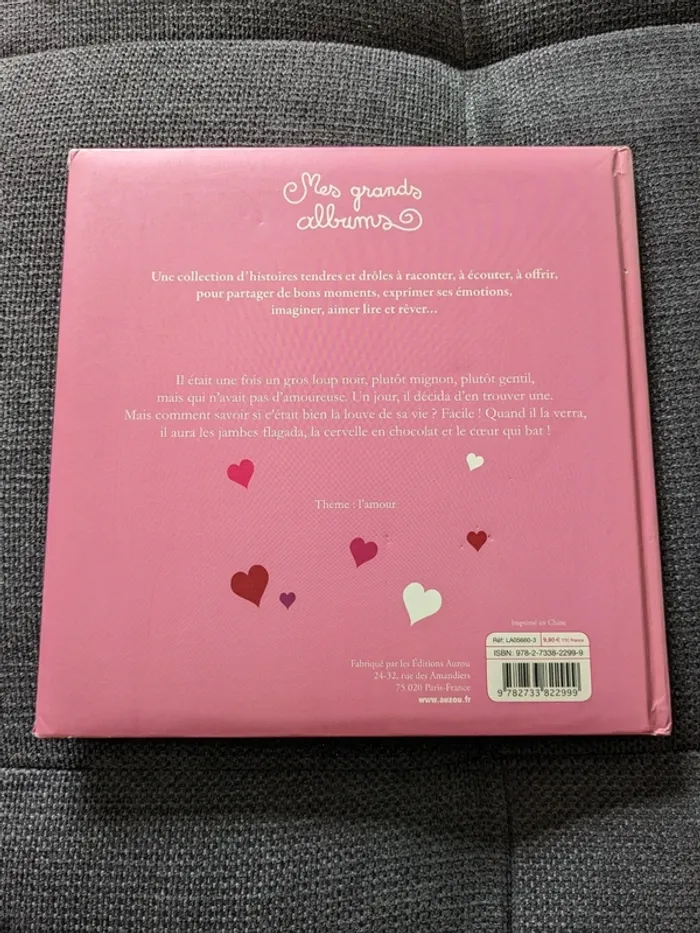 Mes grands
albums
Une collection d'histoires tendres et drôles à raconter, à écouter, à offrir,
pour partager de bons moments, exprimer ses émotions,
imaginer, aimer lire et rêver...
Il était une fois un gros loup noir, plutôt mignon, plutôt gentil,
mais qui n'avait pas d'amoureuse. Un jour, il décida d'en trouver une.
Mais comment savoir si c'était bien la louve de sa vie ? Facile ! Quand il la verra,
il aura les jambes flagada, la cervelle en chocolat et le cœur qui bat !
Thème : l'amour
Imprimé en Chine
Fabriqué par les Éditions Auzou
24-32, rue des Amandiers
75 020 Paris-France
www.auzou.fr
Réf: LA05660-3 9,80 € TTC France
ISBN: 978-2-7338-2299-9
9 782733 822999